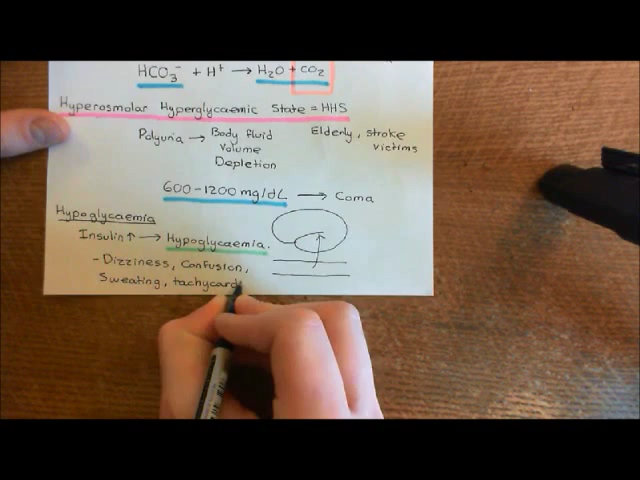 HCO₃⁻ + H⁺ → H₂O + CO₂
Hyperosmolar Hyperglycaemic State = HHS
Polyuria → Body fluid
Volume
Depletion
Elderly, stroke
victims
600-1200 mg/dL → Coma
Hypoglycaemia
Insulin ↑ → Hypoglycaemia.
- Dizziness, Confusion,
Sweating, tachycard